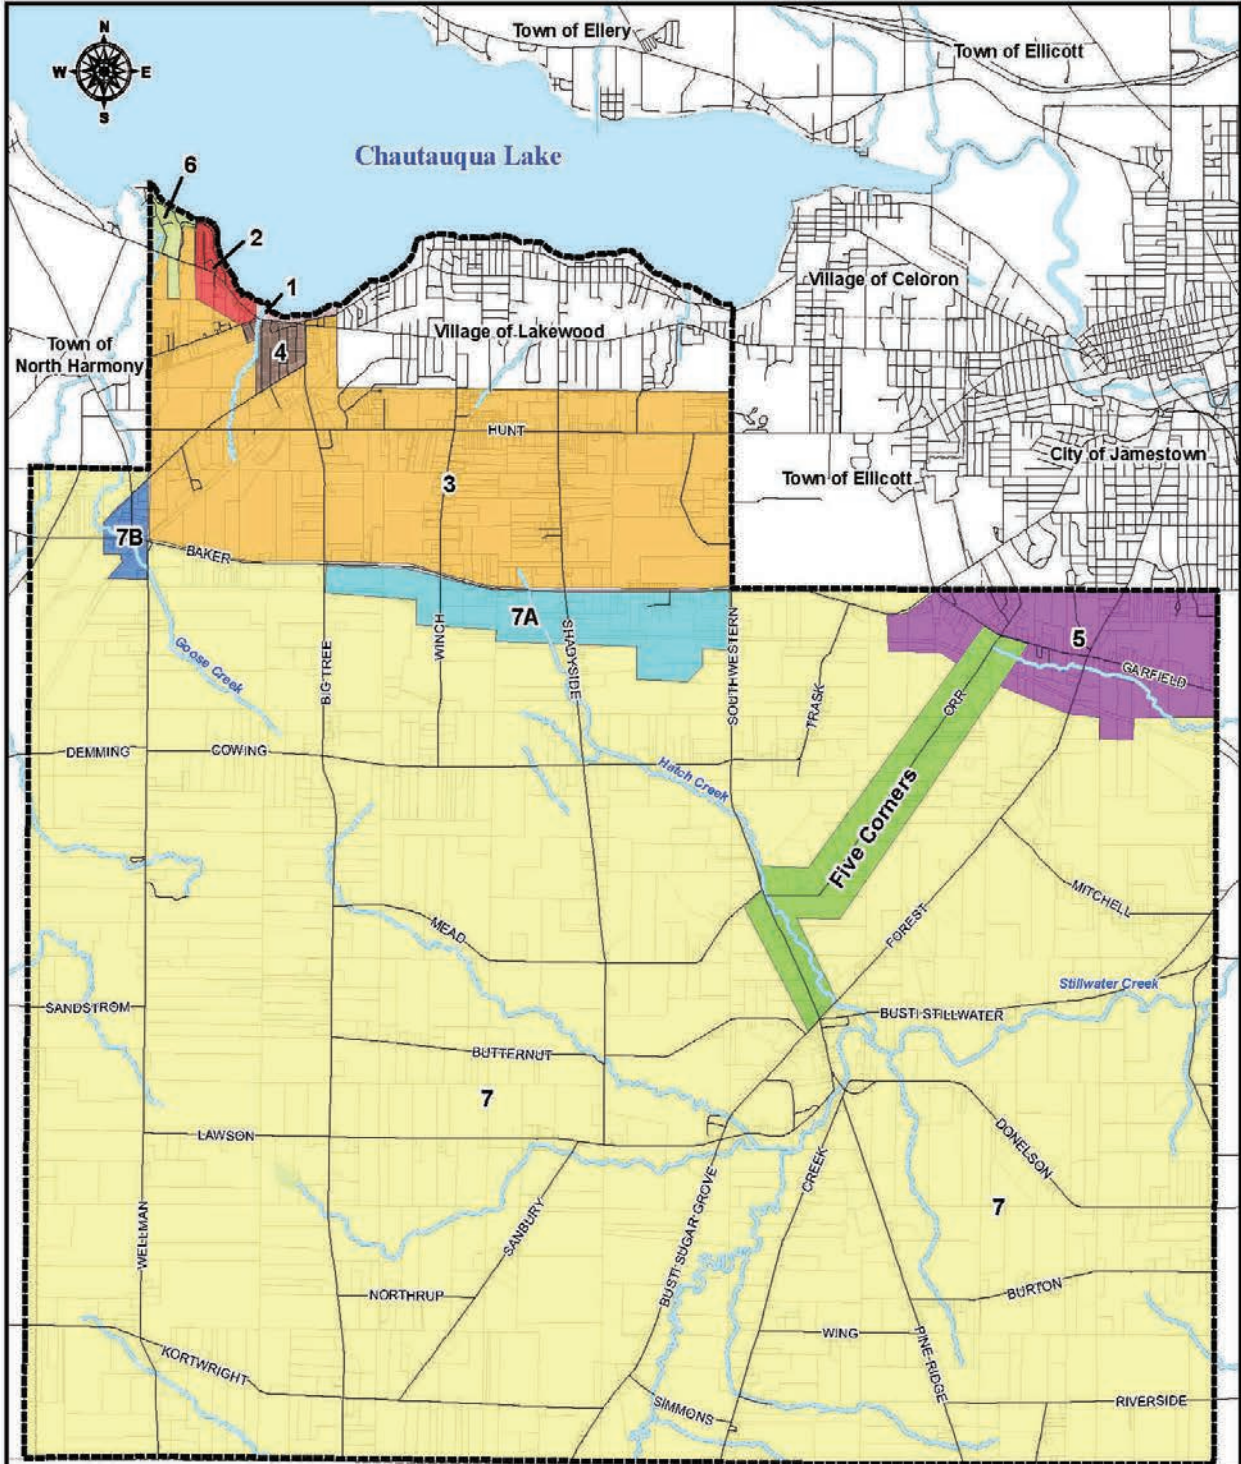 Town of Ellery
N
Town of Ellicott
W
E
S
Chautauqua Lake
6
2
Village of Celoron
1
Village of Lakewood
Town of
North Harmony
4
HUNT
City of Jamestown
Town of Ellicott
3
7B
BAKER
7A
WINCH
SHADYSIDE
SOUTHWESTERN
5
GARFIELD
Goose Creek
BIG TREE
TRASK
ORR
DEMMING
COWING
Hatch Creek
Five Corners
MITCHELL
MEAD
FOREST
Stillwater Creek
SANDSTROM
BUSTI STILLWATER
BUTTERNUT
7
LAWSON
DONELSON
CREEK
7
WELLMAN
SANBURY
BUSTI SUGAR GROVE
NORTHRUP
BURTON
WING
PINE RIDGE
KORTWRIGHT
SIMMONS
RIVERSIDE